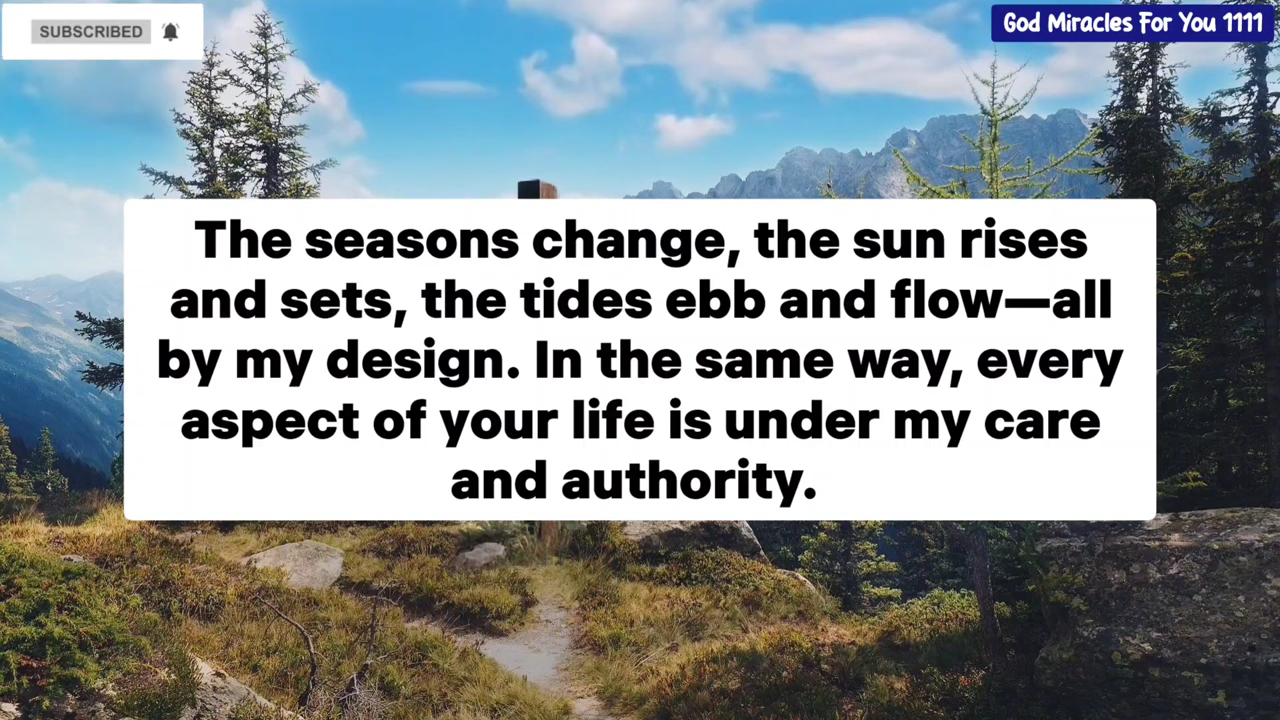 SUBSCRIBED
God Miracles For You 1111
The seasons change, the sun rises
and sets, the tides ebb and flow—all
by my design. In the same way, every
aspect of your life is under my care
and authority.